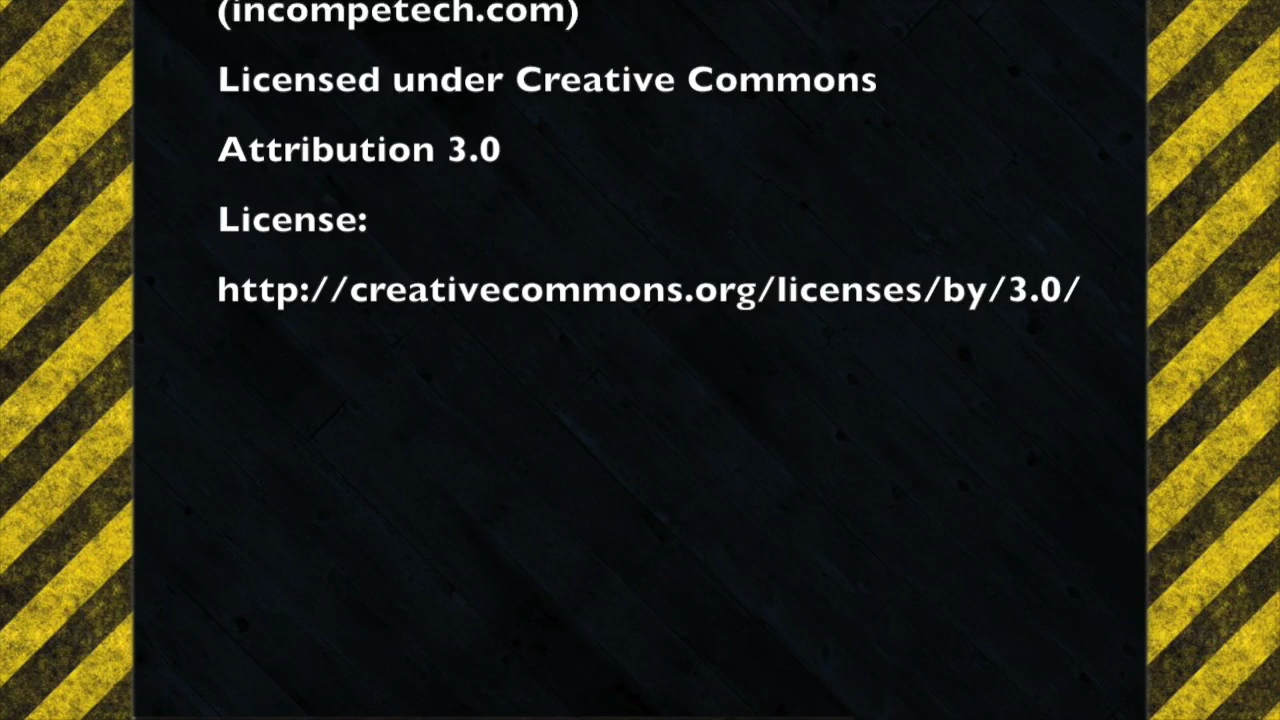 (incompetech.com)
Licensed under Creative Commons
Attribution 3.0
License:
http://creativecommons.org/licenses/by/3.0/